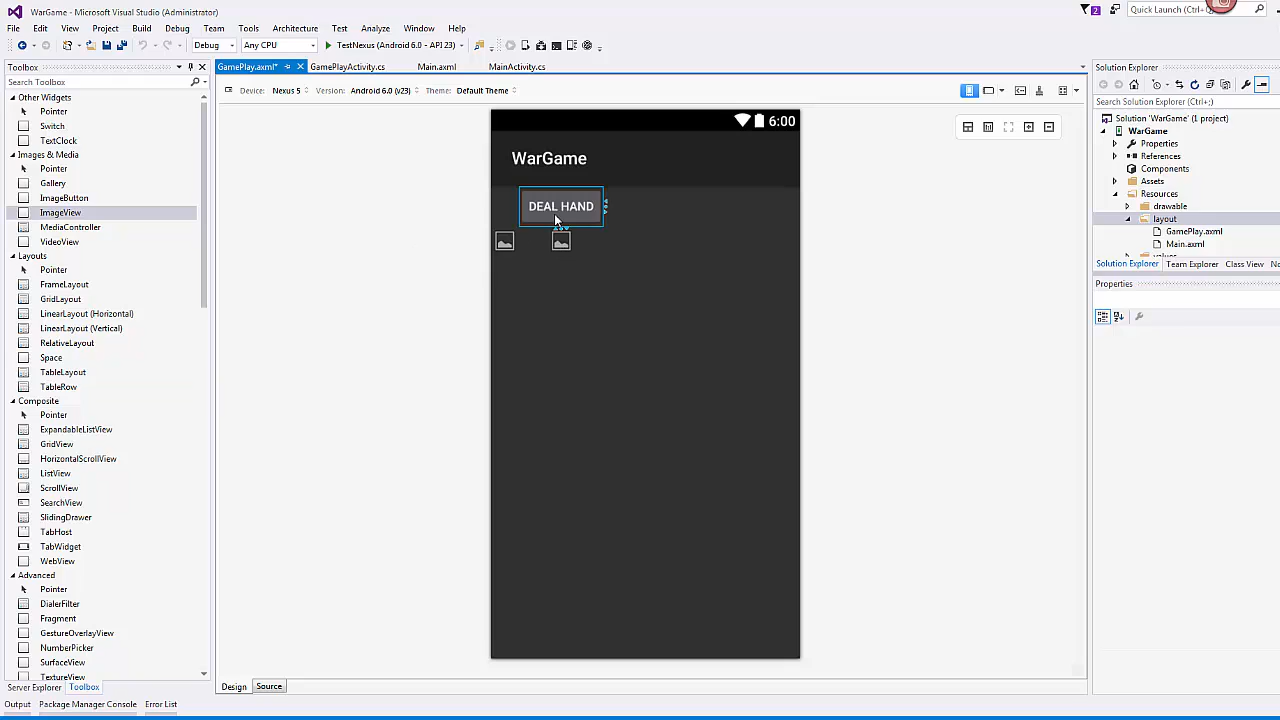 WarGame - Microsoft Visual Studio (Administrator)
2
Quick Launch (Ctrl+;)
File Edit View Project Build Debug Team Tools Architecture Test Analyze Window Help
Debug Any CPU TestNexus (Android 6.0 - API 23)
Toolbox
GamePlay.axml* GamePlayActivity.cs Main.axml MainActivity.cs
Solution Explorer
Search Toolbox
Device: Nexus 5 Version: Android 6.0 (v23) Theme: Default Theme
Search Solution Explorer (Ctrl+;)
Other Widgets
Pointer
Switch
TextClock
Images & Media
Pointer
Gallery
ImageButton
ImageView
MediaController
VideoView
Layouts
Pointer
FrameLayout
GridLayout
LinearLayout (Horizontal)
LinearLayout (Vertical)
RelativeLayout
Space
TableLayout
TableRow
Composite
Pointer
ExpandableListView
GridView
HorizontalScrollView
ListView
ScrollView
SearchView
SlidingDrawer
TabHost
TabWidget
WebView
Advanced
Pointer
DialerFilter
Fragment
GestureOverlayView
NumberPicker
SurfaceView
TextureView
Server Explorer Toolbox
6:00
WarGame
DEAL HAND
Design Source
Solution 'WarGame' (1 project)
WarGame
Properties
References
Components
Assets
Resources
drawable
layout
GamePlay.axml
Main.axml
values
Solution Explorer Team Explorer Class View
Properties
Output Package Manager Console Error List